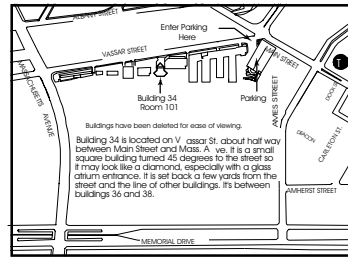 ALBANY STREET
Enter Parking
Here
VASSAR STREET
MAIN STREET
T
MASSACHUSETTS
AVENUE
Building 34
Room 101
Parking
AMES STREET
DOCK ST
DEACON
CARLETON ST.
Buildings have been deleted for ease of viewing.
Building 34 is located on V assar St. about half way
between Main Street and Mass. A ve. It is a small
square building turned 45 degrees to the street so
it may look like a diamond, especially with a glass
atrium entrance. It is set back a few yards from the
street and the line of other buildings. It's between
buildings 36 and 38.
AMHERST STREET
MEMORIAL DRIVE